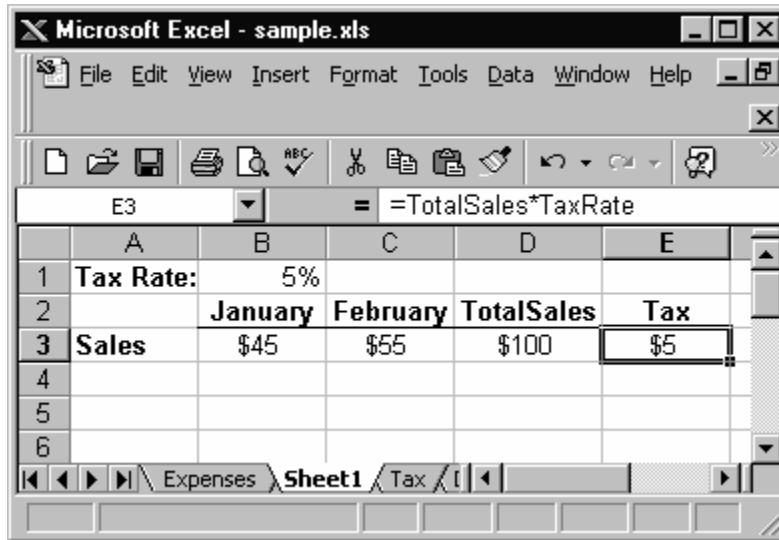 Microsoft Excel - sample.xls
File Edit View Insert Format Tools Data Window Help
ABC
E3 = =TotalSales*TaxRate
A B C D E
1 Tax Rate: 5%
2 January February TotalSales Tax
3 Sales $45 $55 $100 $5
4
5
6
Expenses Sheet1 Tax